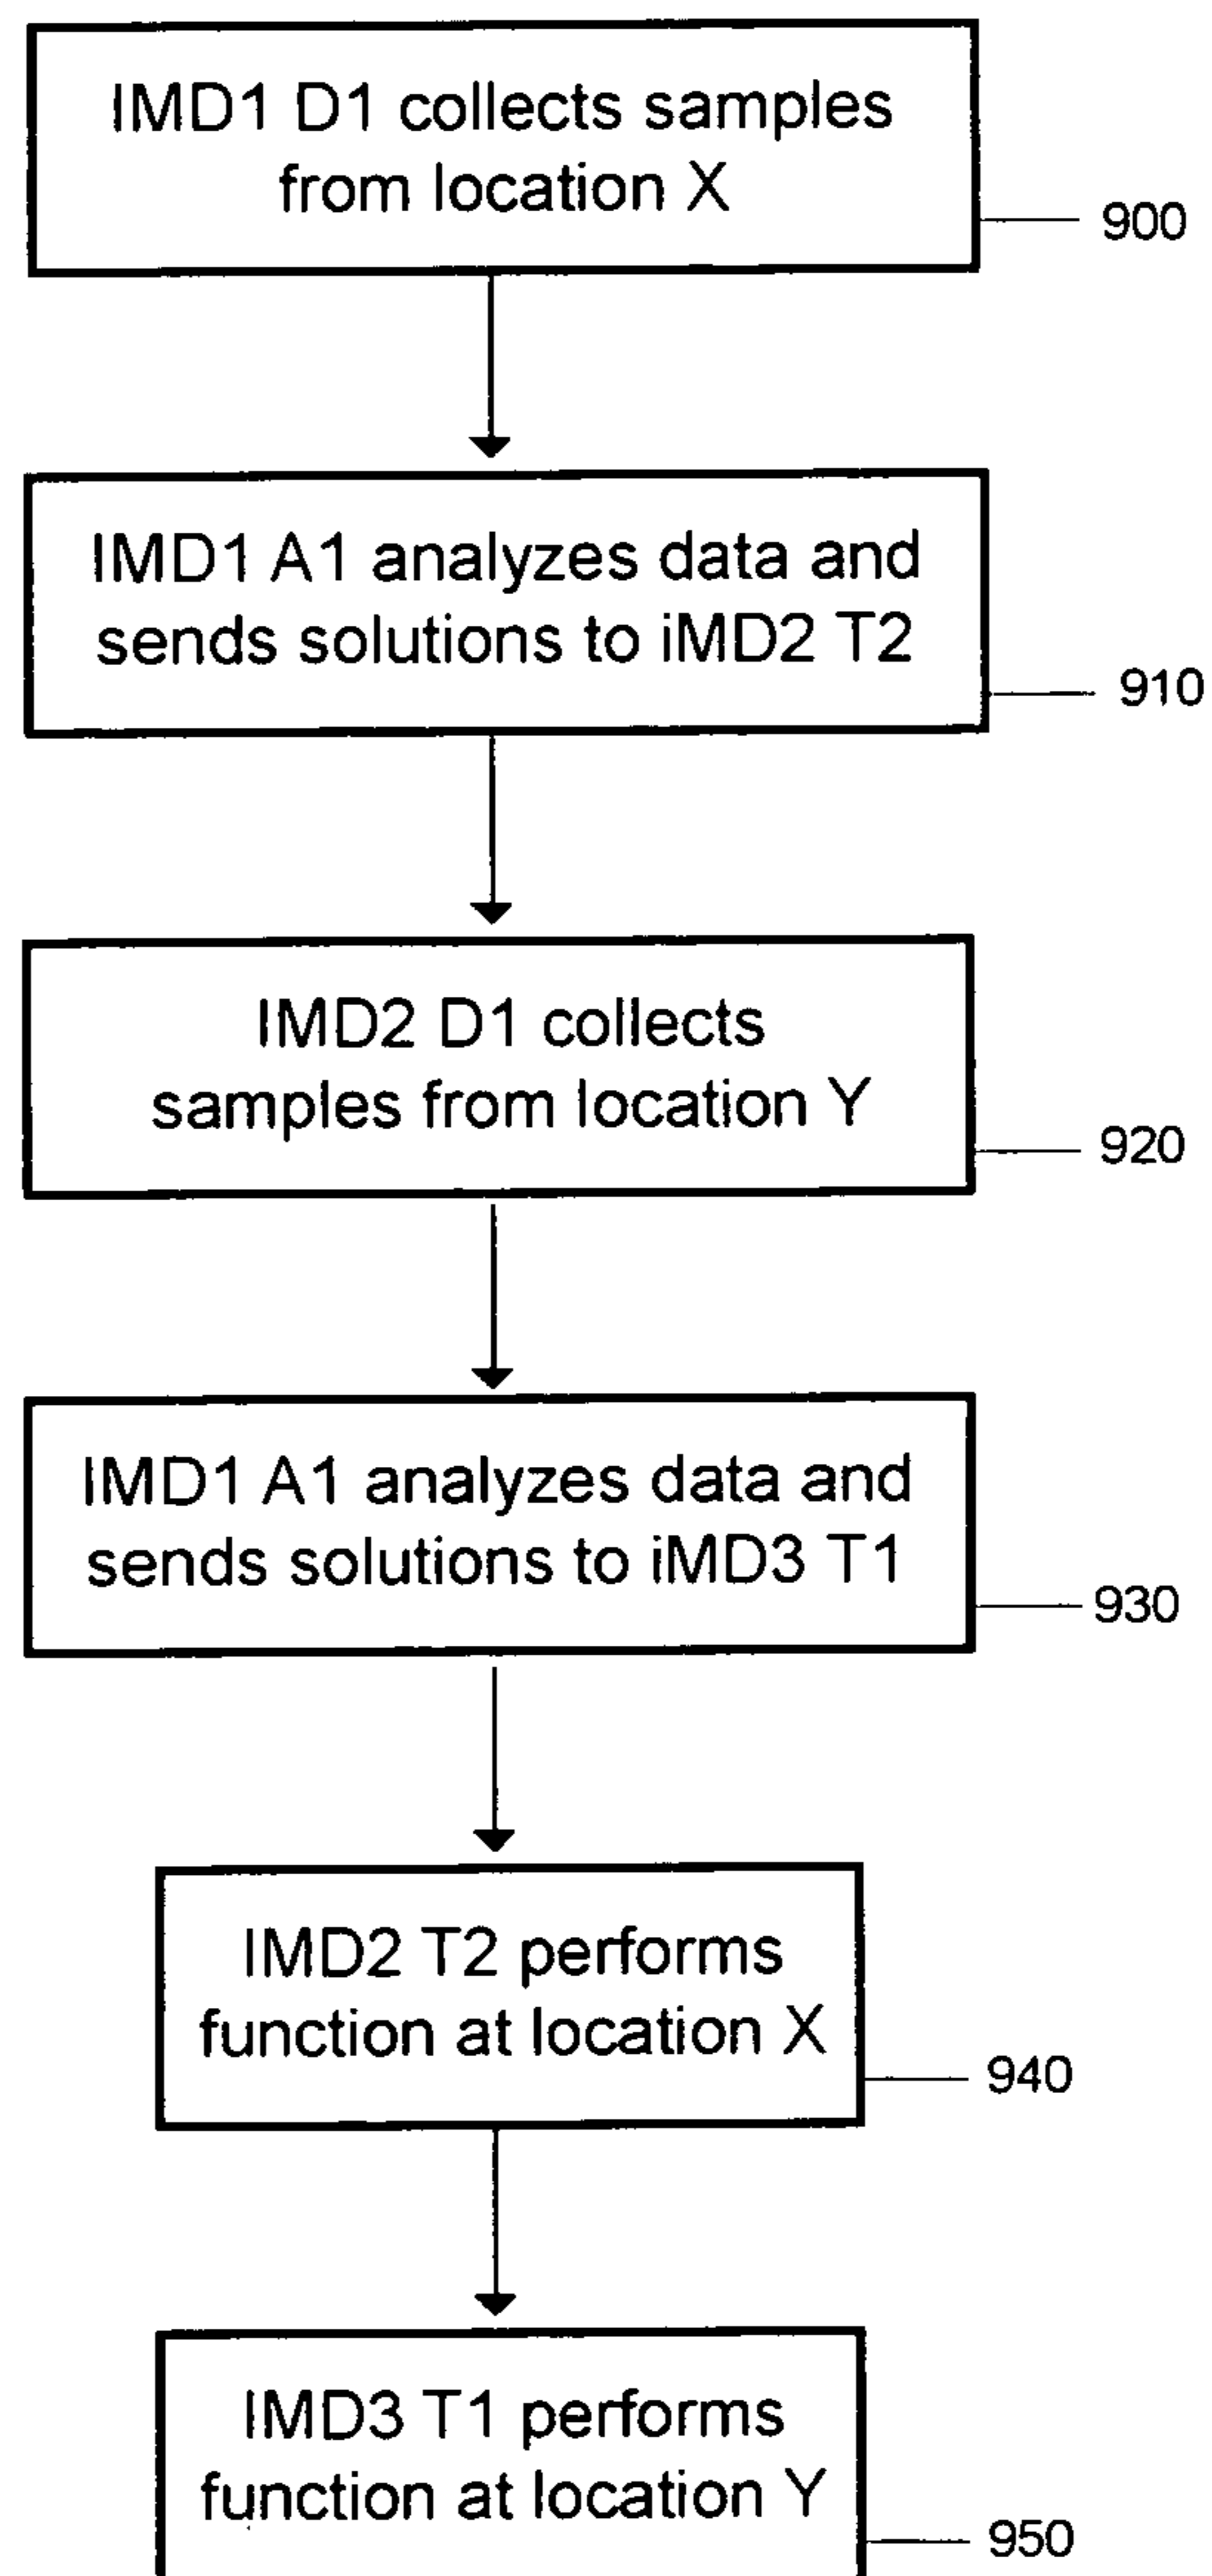 IMD1 D1 collects samples
from location X
900
IMD1 A1 analyzes data and
sends solutions to iMD2 T2
910
IMD2 D1 collects
samples from location Y
920
IMD1 A1 analyzes data and
sends solutions to iMD3 T1
930
IMD2 T2 performs
function at location X
940
IMD3 T1 performs
function at location Y
950